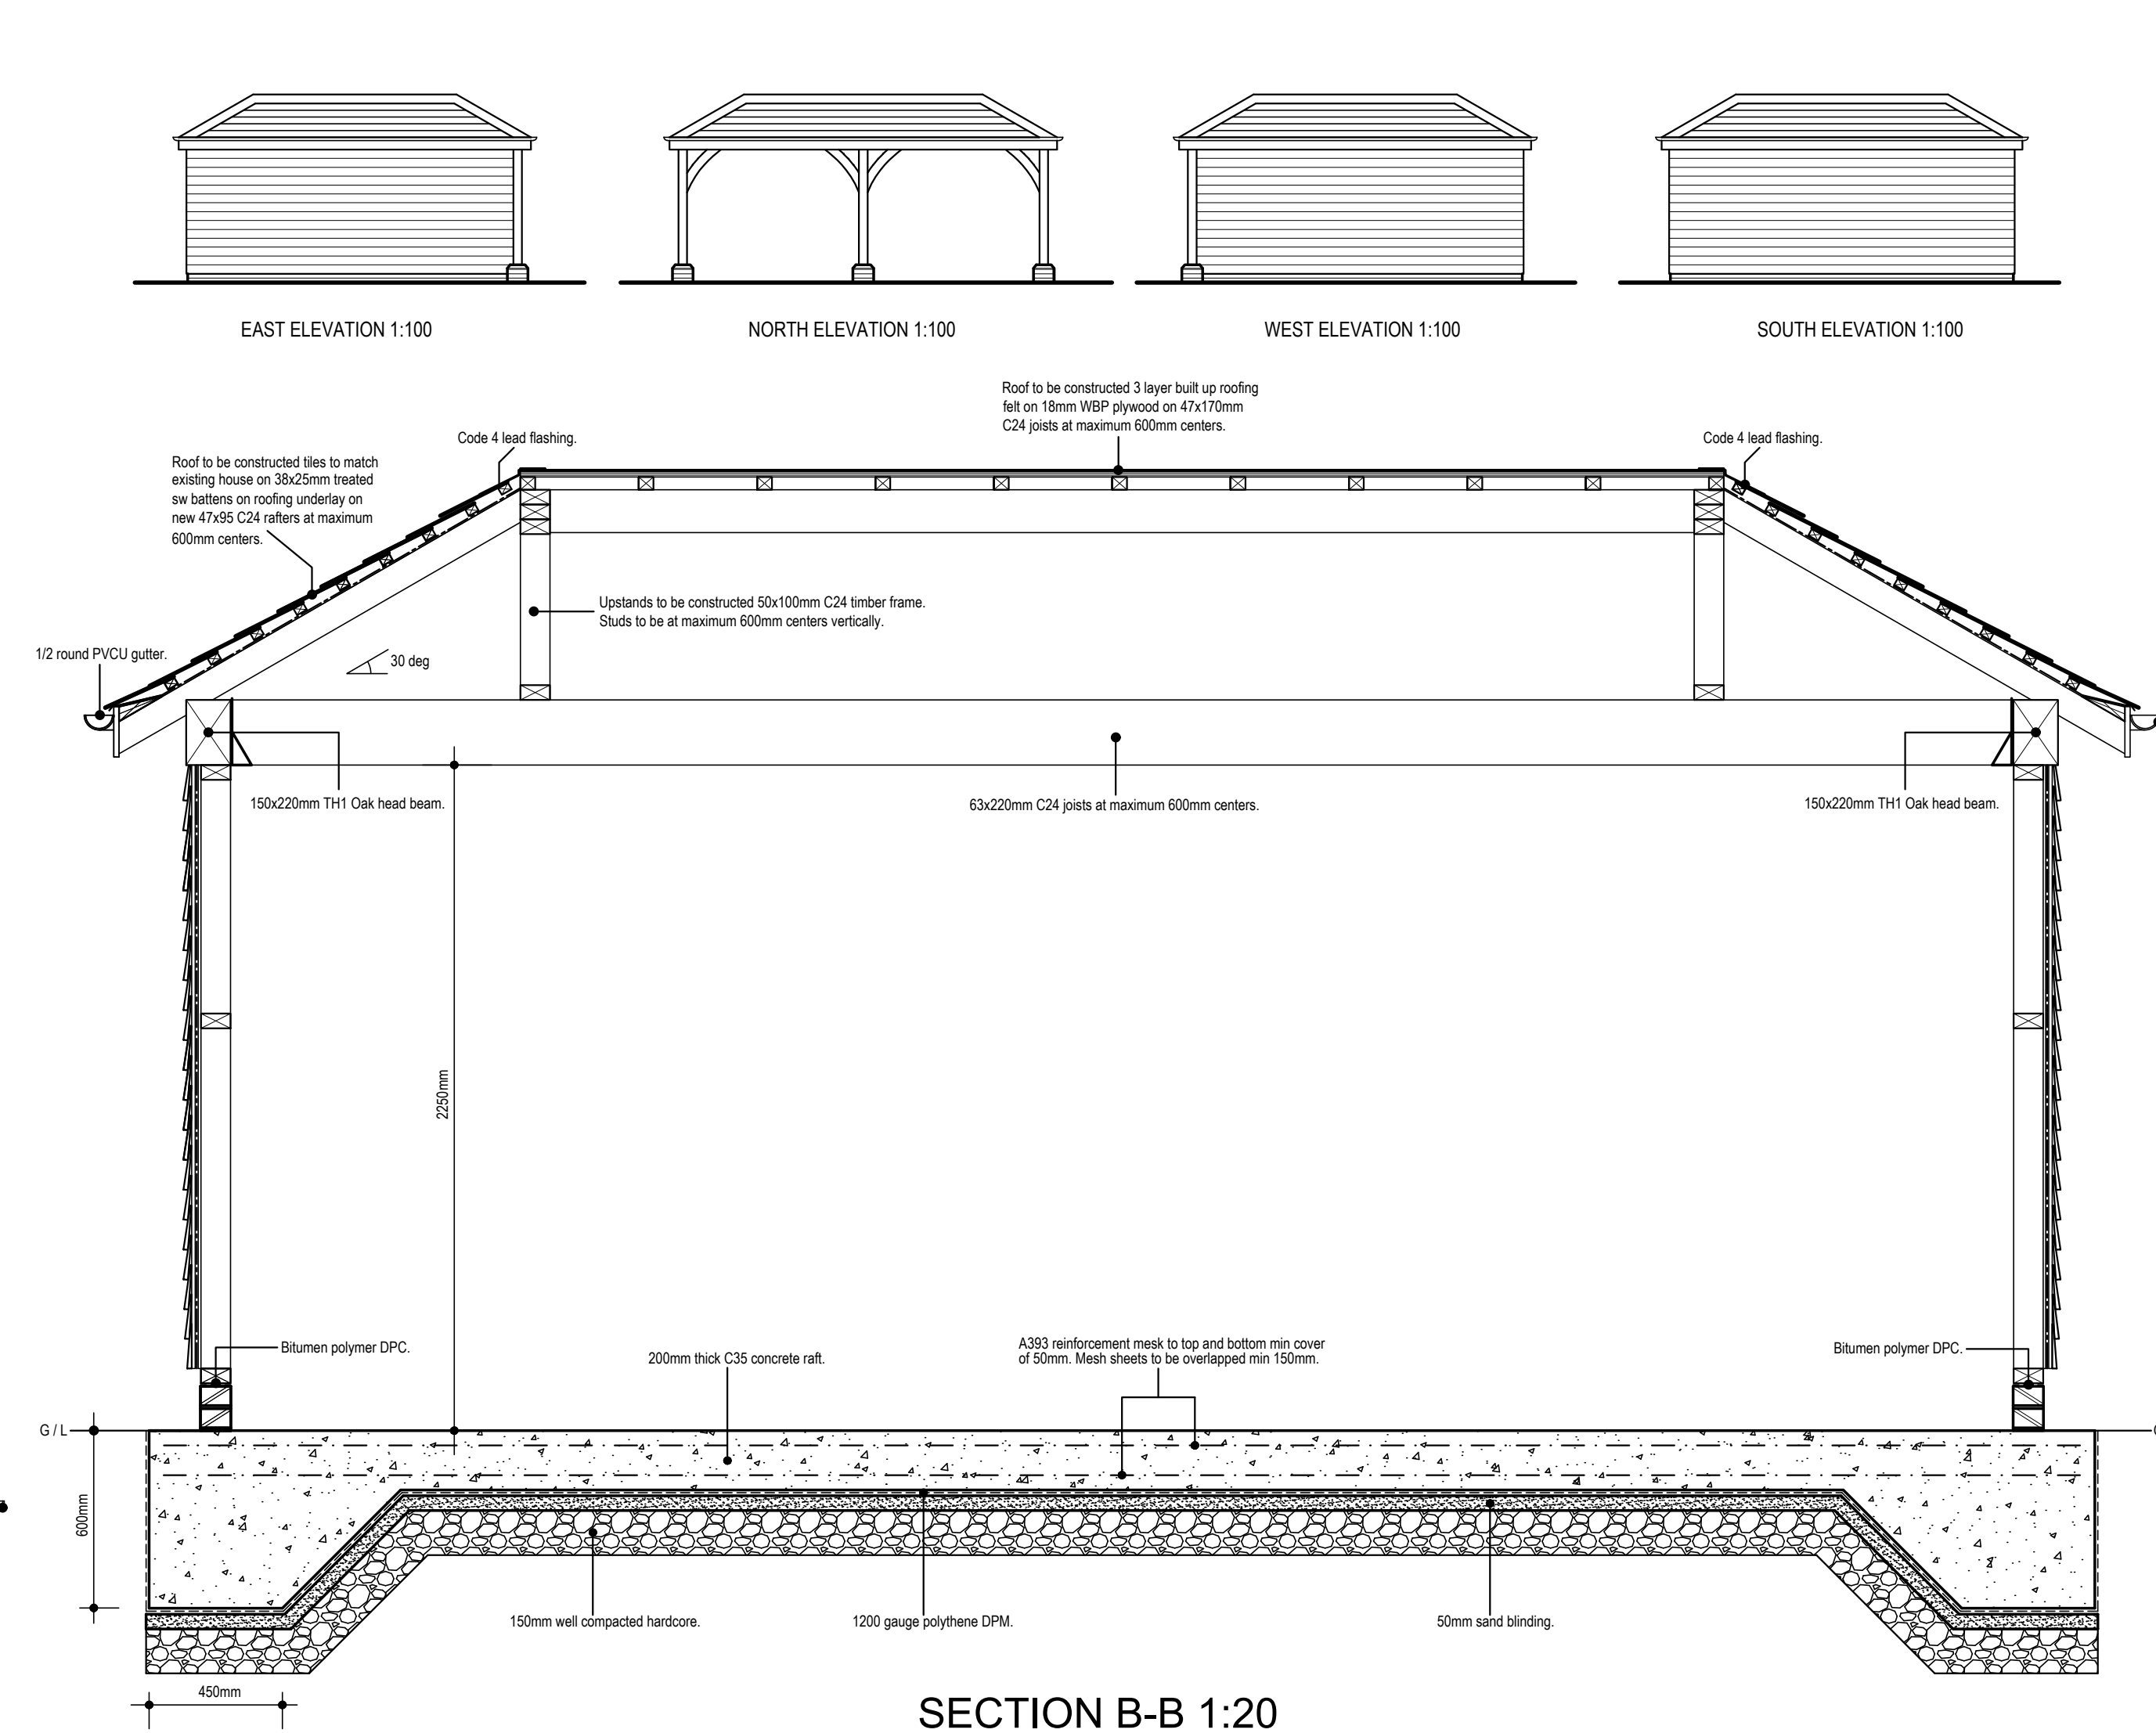 EAST ELEVATION 1:100
NORTH ELEVATION 1:100
WEST ELEVATION 1:100
SOUTH ELEVATION 1:100
Roof to be constructed 3 layer built up roofing
felt on 18mm WBP plywood on 47x170mm
C24 joists at maximum 600mm centers.
Code 4 lead flashing.
Code 4 lead flashing.
Roof to be constructed tiles to match
existing house on 38x25mm treated
sw battens on roofing underlay on
new 47x95 C24 rafters at maximum
600mm centers.
Upstands to be constructed 50x100mm C24 timber frame.
Studs to be at maximum 600mm centers vertically.
1/2 round PVCU gutter.
30 deg
150x220mm TH1 Oak head beam.
63x220mm C24 joists at maximum 600mm centers.
150x220mm TH1 Oak head beam.
2250mm
Bitumen polymer DPC.
200mm thick C35 concrete raft.
A393 reinforcement mesk to top and bottom min cover
of 50mm. Mesh sheets to be overlapped min 150mm.
Bitumen polymer DPC.
G / L
600mm
150mm well compacted hardcore.
1200 gauge polythene DPM.
50mm sand blinding.
450mm
SECTION B-B 1:20